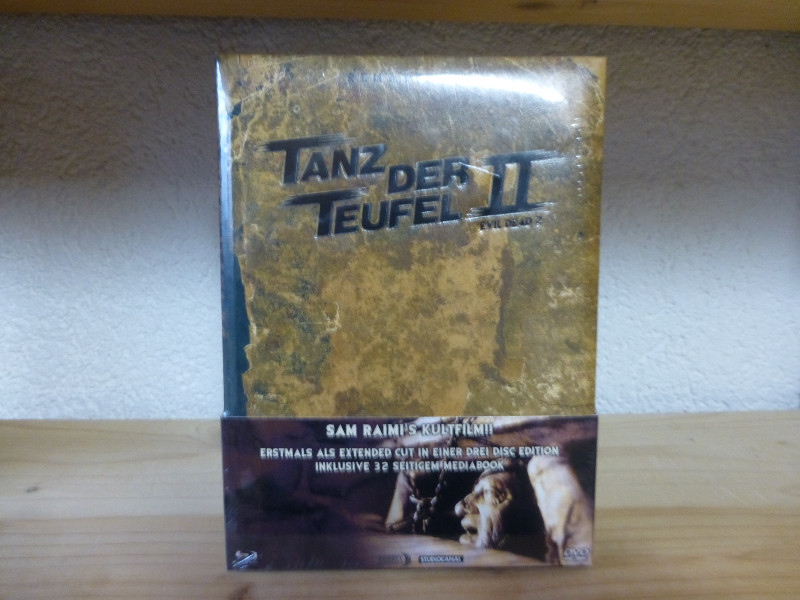 TANZ DER TEUFEL II
EVIL DEAD 2
SAM RAIMI'S KULTFILM!!
ERSTMALS ALS EXTENDED CUT IN EINER DREI DISC EDITION
INKLUSIVE 32 SEITIGEM MEDIABOOK
STUDIOCANAL
DVD